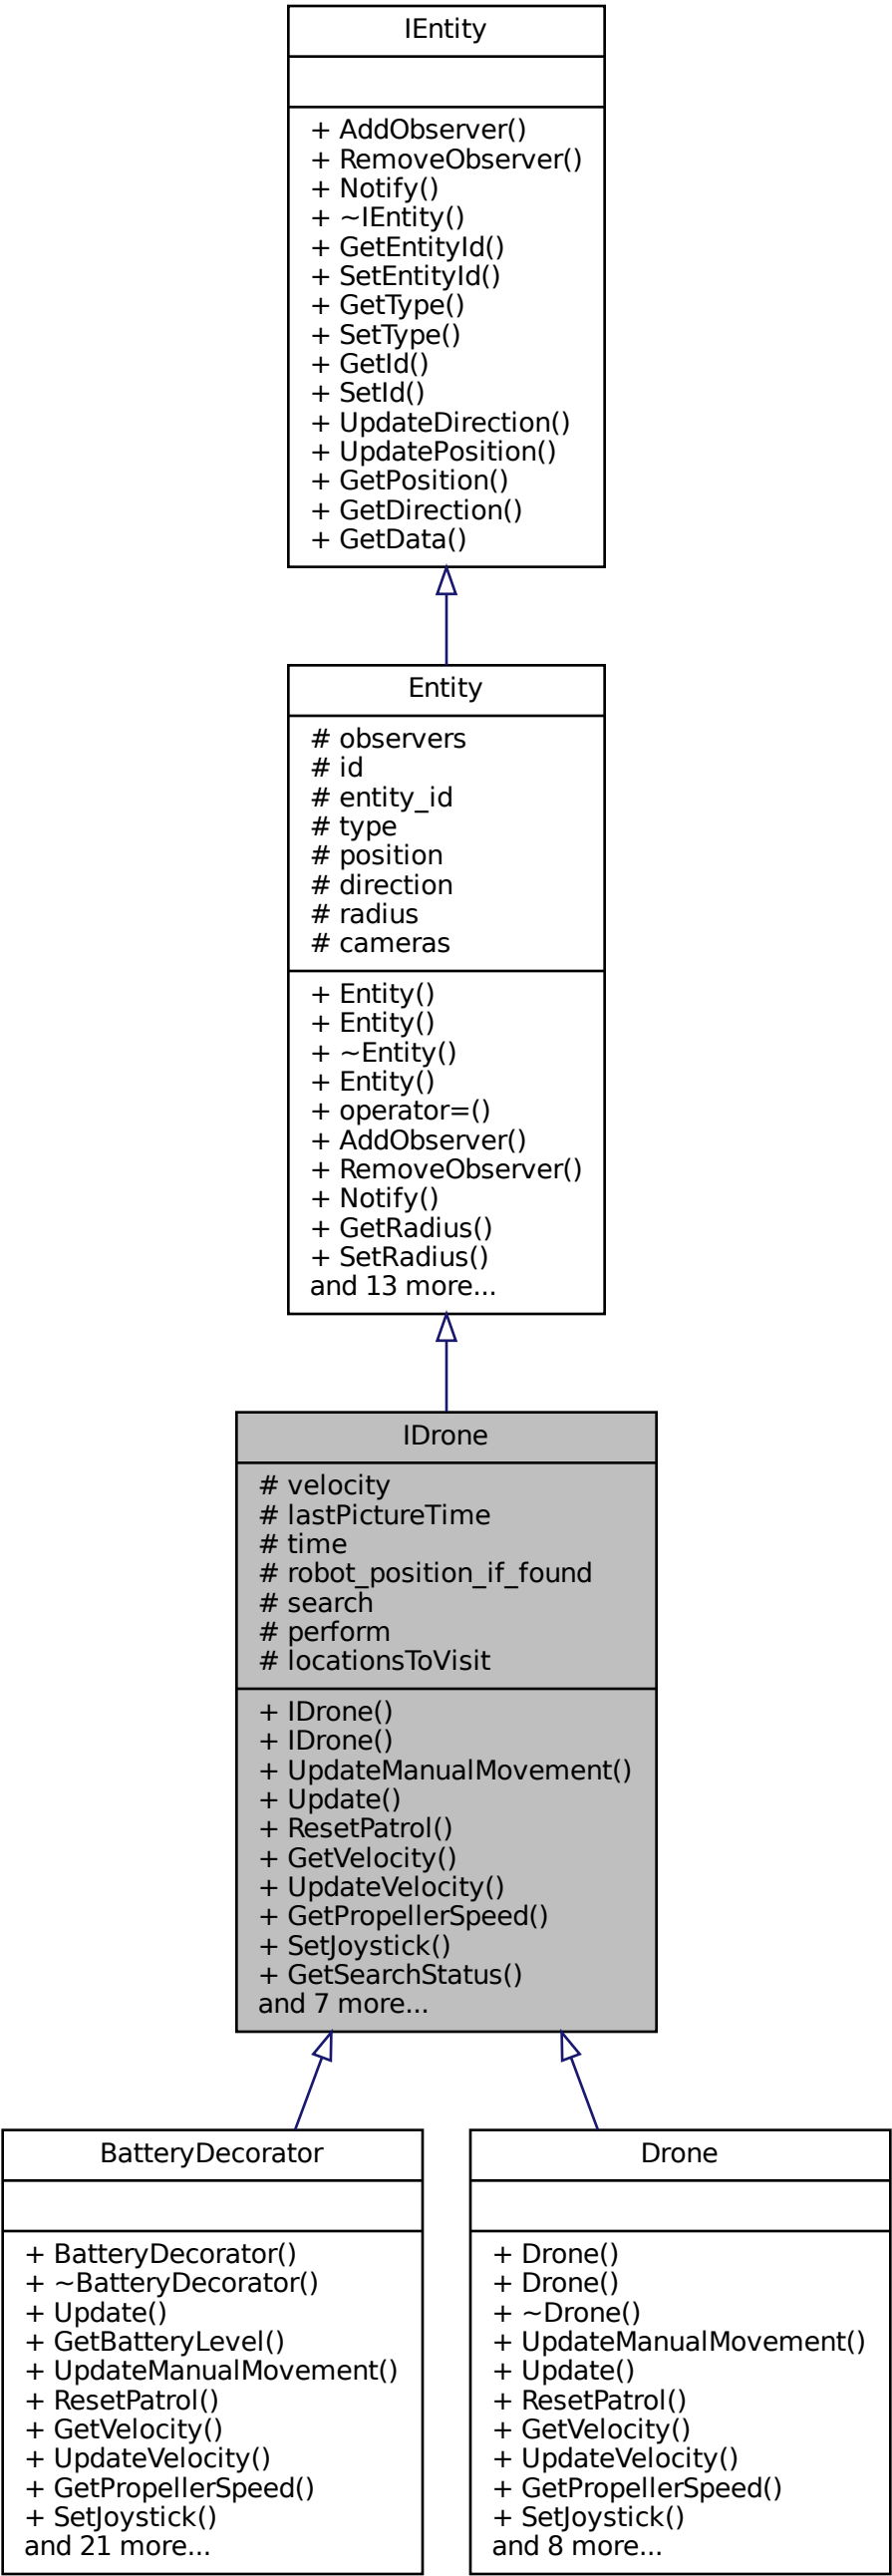 IEntity
+ AddObserver()
+ RemoveObserver()
+ Notify()
+ ~IEntity()
+ GetEntityId()
+ SetEntityId()
+ GetType()
+ SetType()
+ GetId()
+ SetId()
+ UpdateDirection()
+ UpdatePosition()
+ GetPosition()
+ GetDirection()
+ GetData()
Entity
# observers
# id
# entity_id
# type
# position
# direction
# radius
# cameras
+ Entity()
+ Entity()
+ ~Entity()
+ Entity()
+ operator=()
+ AddObserver()
+ RemoveObserver()
+ Notify()
+ GetRadius()
+ SetRadius()
and 13 more...
IDrone
# velocity
# lastPictureTime
# time
# robot_position_if_found
# search
# perform
# locationsToVisit
+ IDrone()
+ IDrone()
+ UpdateManualMovement()
+ Update()
+ ResetPatrol()
+ GetVelocity()
+ UpdateVelocity()
+ GetPropellerSpeed()
+ SetJoystick()
+ GetSearchStatus()
and 7 more...
BatteryDecorator
+ BatteryDecorator()
+ ~BatteryDecorator()
+ Update()
+ GetBatteryLevel()
+ UpdateManualMovement()
+ ResetPatrol()
+ GetVelocity()
+ UpdateVelocity()
+ GetPropellerSpeed()
+ SetJoystick()
and 21 more...
Drone
+ Drone()
+ Drone()
+ ~Drone()
+ UpdateManualMovement()
+ Update()
+ ResetPatrol()
+ GetVelocity()
+ UpdateVelocity()
+ GetPropellerSpeed()
+ SetJoystick()
and 8 more...